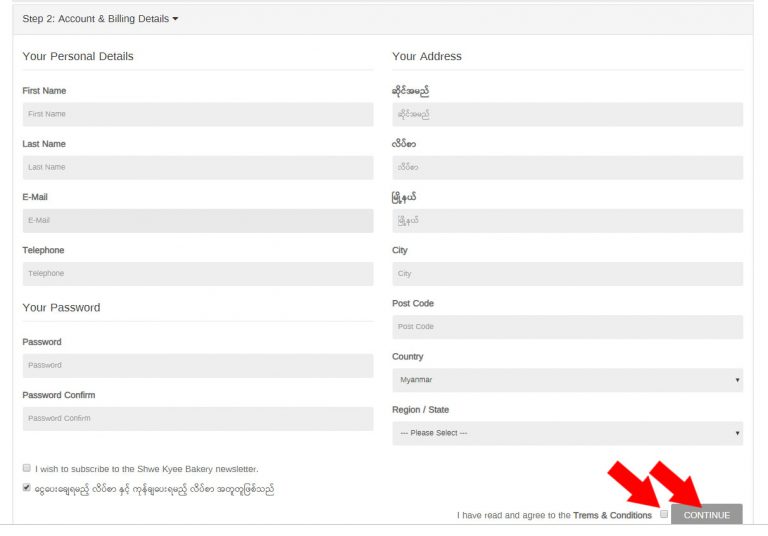 Step 2: Account & Billing Details
Your Personal Details
First Name
First Name
Last Name
Last Name
E-Mail
E-Mail
Telephone
Telephone
Your Password
Password
Password
Password Confirm
Password Confirm
Your Address
ဆိုင်အမည်
ဆိုင်အမည်
လိပ်စာ
လိပ်စာ
မြို့နယ်
မြို့နယ်
City
City
Post Code
Post Code
Country
Myanmar
Region / State
--- Please Select ---
I wish to subscribe to the Shwe Kyee Bakery newsletter.
ငွေပေးချေရမည့် လိပ်စာ နှင့် ကုန်ချပေးရမည့် လိပ်စာ အတူတူဖြစ်သည်
I have read and agree to the Trems & Conditions
CONTINUE